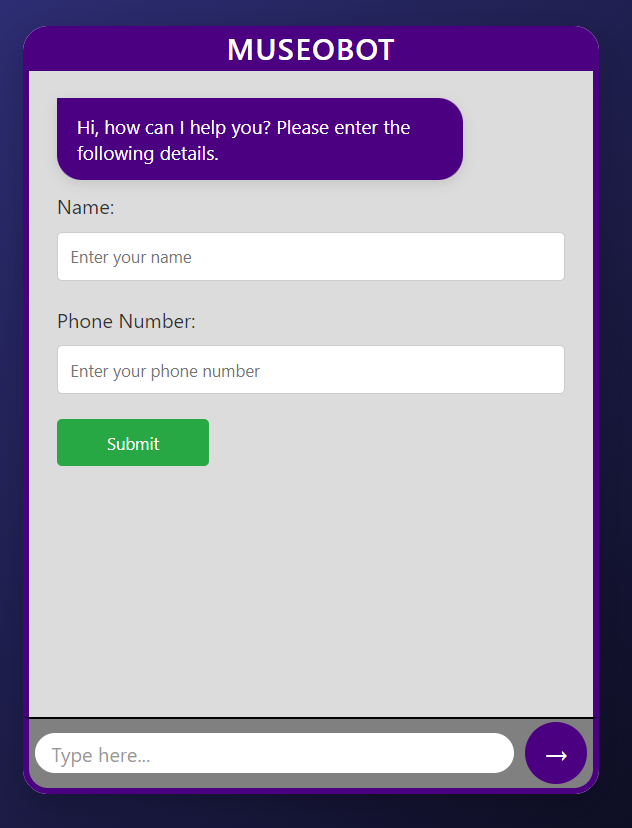 MUSEOBOT
Hi, how can I help you? Please enter the
following details.
Name:
Enter your name
Phone Number:
Enter your phone number
Submit
Type here...
→